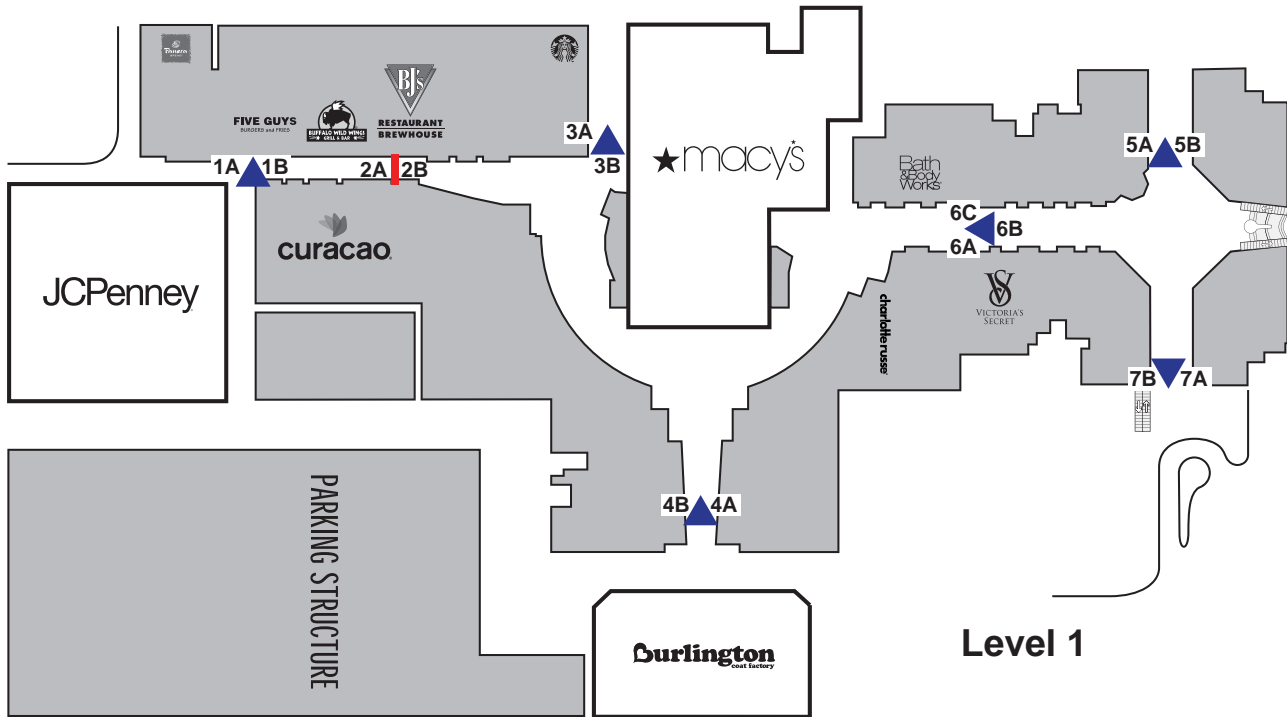 Panera
BREAD
FIVE GUYS
BURGERS and FRIES
BUFFALO WILD WINGS
GRILL & BAR
BJ's
RESTAURANT
BREWHOUSE
3A
3B
macy's
1A
1B
2A
2B
curacao
JCPenney
Bath
&Body
Works
5A
5B
6C
6B
6A
VS
VICTORIA'S
SECRET
charlotte russe
7B
7A
4B
4A
PARKING STRUCTURE
Burlington
coat factory
Level 1